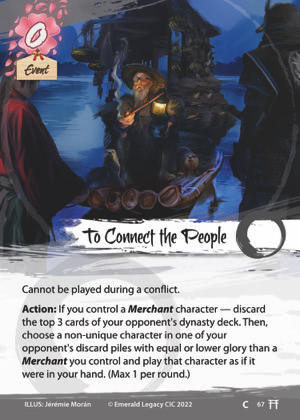 0
Event
To Connect the People
Cannot be played during a conflict.
Action: If you control a Merchant character — discard
the top 3 cards of your opponent's dynasty deck. Then,
choose a non-unique character in one of your
opponent's discard piles with equal or lower glory than a
Merchant you control and play that character as if it
were in your hand. (Max 1 per round.)
ILLUS: Jérémie Morán © Emerald Legacy CIC 2022 C 67